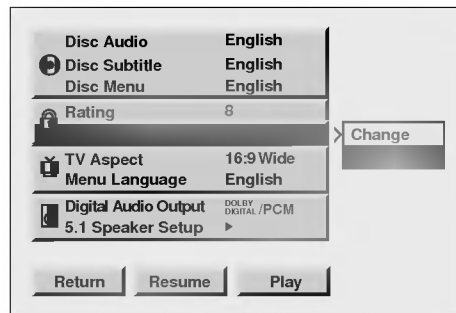 Disc Audio English
Disc Subtitle English
Disc Menu English
Rating 8
Change
TV Aspect 16:9 Wide
Menu Language English
Digital Audio Output DOLBY DIGITAL /PCM
5.1 Speaker Setup ▶
Return Resume Play